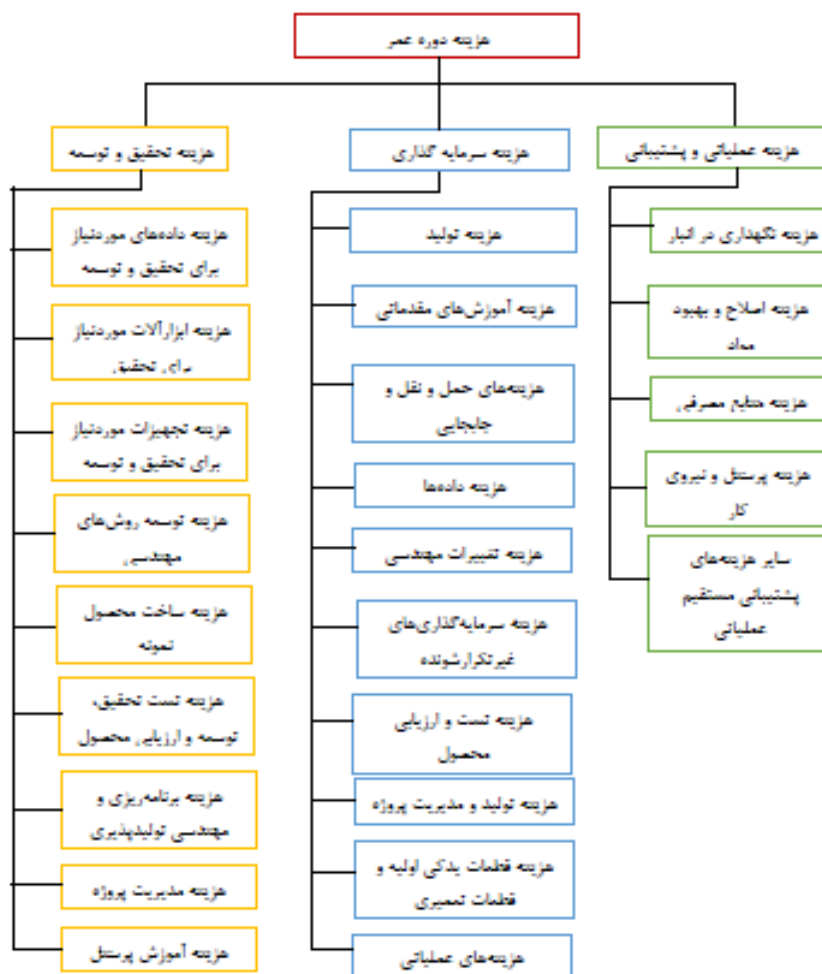 هزینه دوره عمر
هزینه عملیاتی و پشتیبانی
هزینه نگهداری در انبار
هزینه اصلاح و بهبود
مواد
هزینه منابع مصرفی
هزینه پرسنل و نیروی
کار
سایر هزینه‌های
پشتیبانی مستقیم
عملیاتی
هزینه سرمایه گذاری
هزینه تولید
هزینه آموزش‌های مقدماتی
هزینه‌های حمل و نقل و
جابجایی
هزینه داده‌ها
هزینه تغییرات مهندسی
هزینه سرمایه‌گذاری‌های
غیرتکرارشونده
هزینه تست و ارزیابی
محصول
هزینه تولید و مدیریت پروژه
هزینه قطعات یدکی اولیه و
قطعات تعمیری
هزینه‌های عملیاتی
هزینه تحقیق و توسعه
هزینه داده‌های موردنیاز
برای تحقیق و توسعه
هزینه ابزارآلات موردنیاز
برای تحقیق
هزینه تجهیزات موردنیاز
برای تحقیق و توسعه
هزینه توسعه روش‌های
مهندسی
هزینه ساخت محصول
نمونه
هزینه تست تحقیق،
توسعه و ارزیابی محصول
هزینه برنامه‌ریزی و
مهندسی تولیدپذیری
هزینه مدیریت پروژه
هزینه آموزش پرسنل